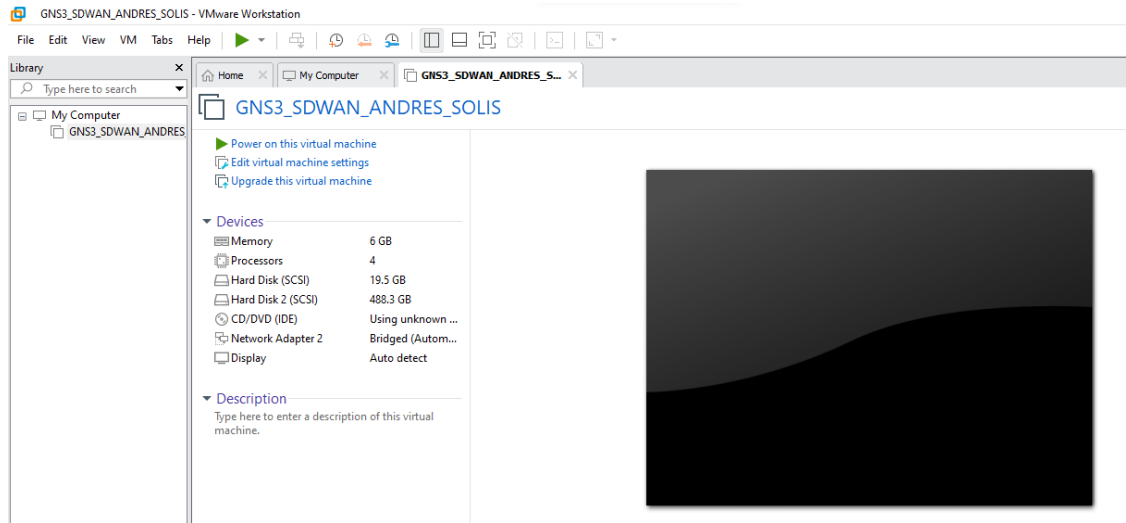 GNS3_SDWAN_ANDRES_SOLIS - VMware Workstation
File Edit View VM Tabs Help
Library
Type here to search
My Computer
GNS3_SDWAN_ANDRES_
Home
My Computer
GNS3_SDWAN_ANDRES_S...
GNS3_SDWAN_ANDRES_SOLIS
Power on this virtual machine
Edit virtual machine settings
Upgrade this virtual machine
Devices
Memory 6 GB
Processors 4
Hard Disk (SCSI) 19.5 GB
Hard Disk 2 (SCSI) 488.3 GB
CD/DVD (IDE) Using unknown ...
Network Adapter 2 Bridged (Autom...
Display Auto detect
Description
Type here to enter a description of this virtual
machine.